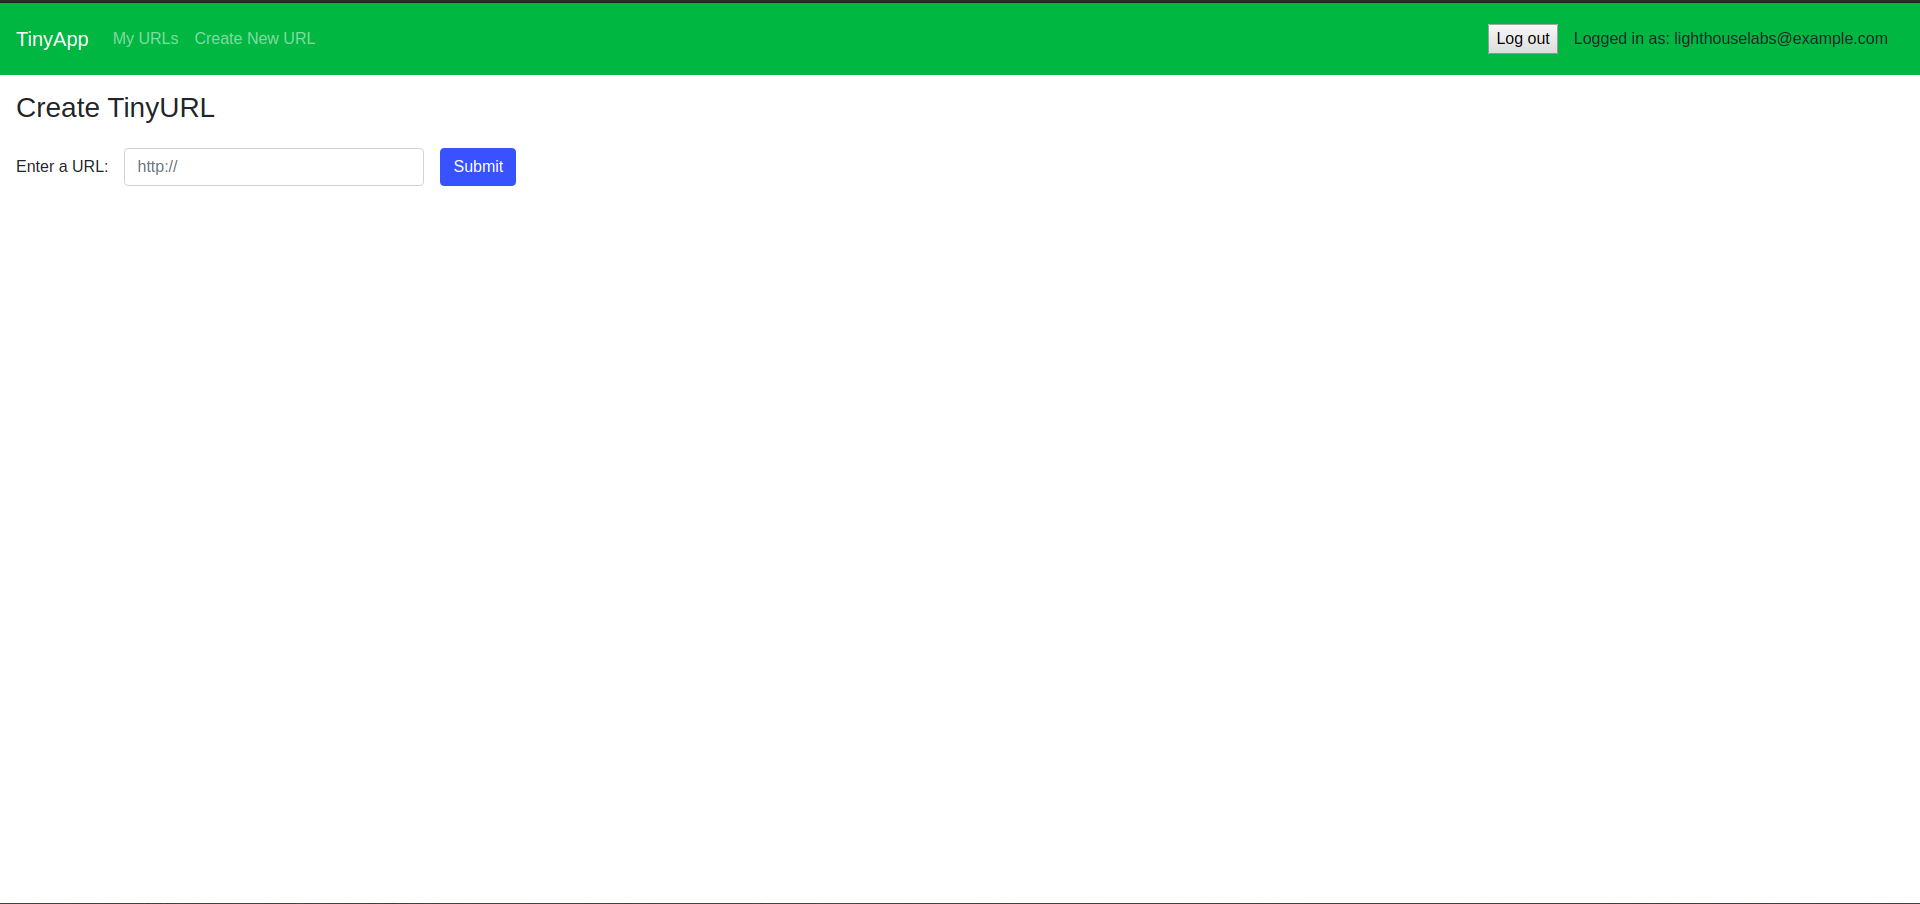 TinyApp My URLs Create New URL Log out Logged in as: lighthouselabs@example.com
Create TinyURL
Enter a URL: http:// Submit